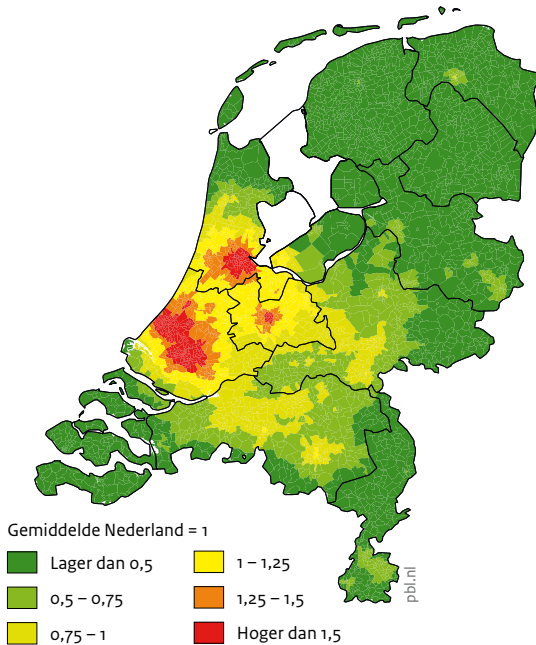 Gemiddelde Nederland = 1
Lager dan 0,5
0,5 – 0,75
0,75 – 1
1 – 1,25
1,25 – 1,5
Hoger dan 1,5
pbl.nl